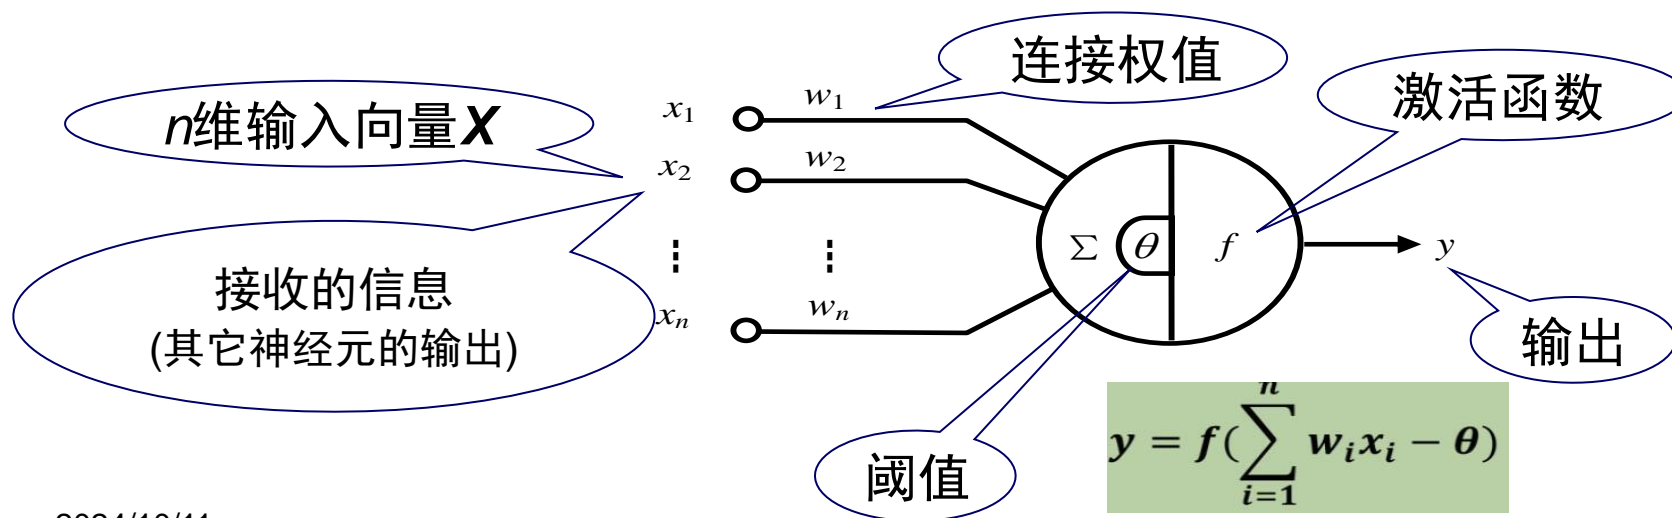 连接权值
激活函数
n维输入向量X
x1 w1
x2 w2
Σ θ f y
接收的信息
(其它神经元的输出)
xn wn
输出
阈值
y = f(∑_{i=1}^{n} w_i x_i − θ)